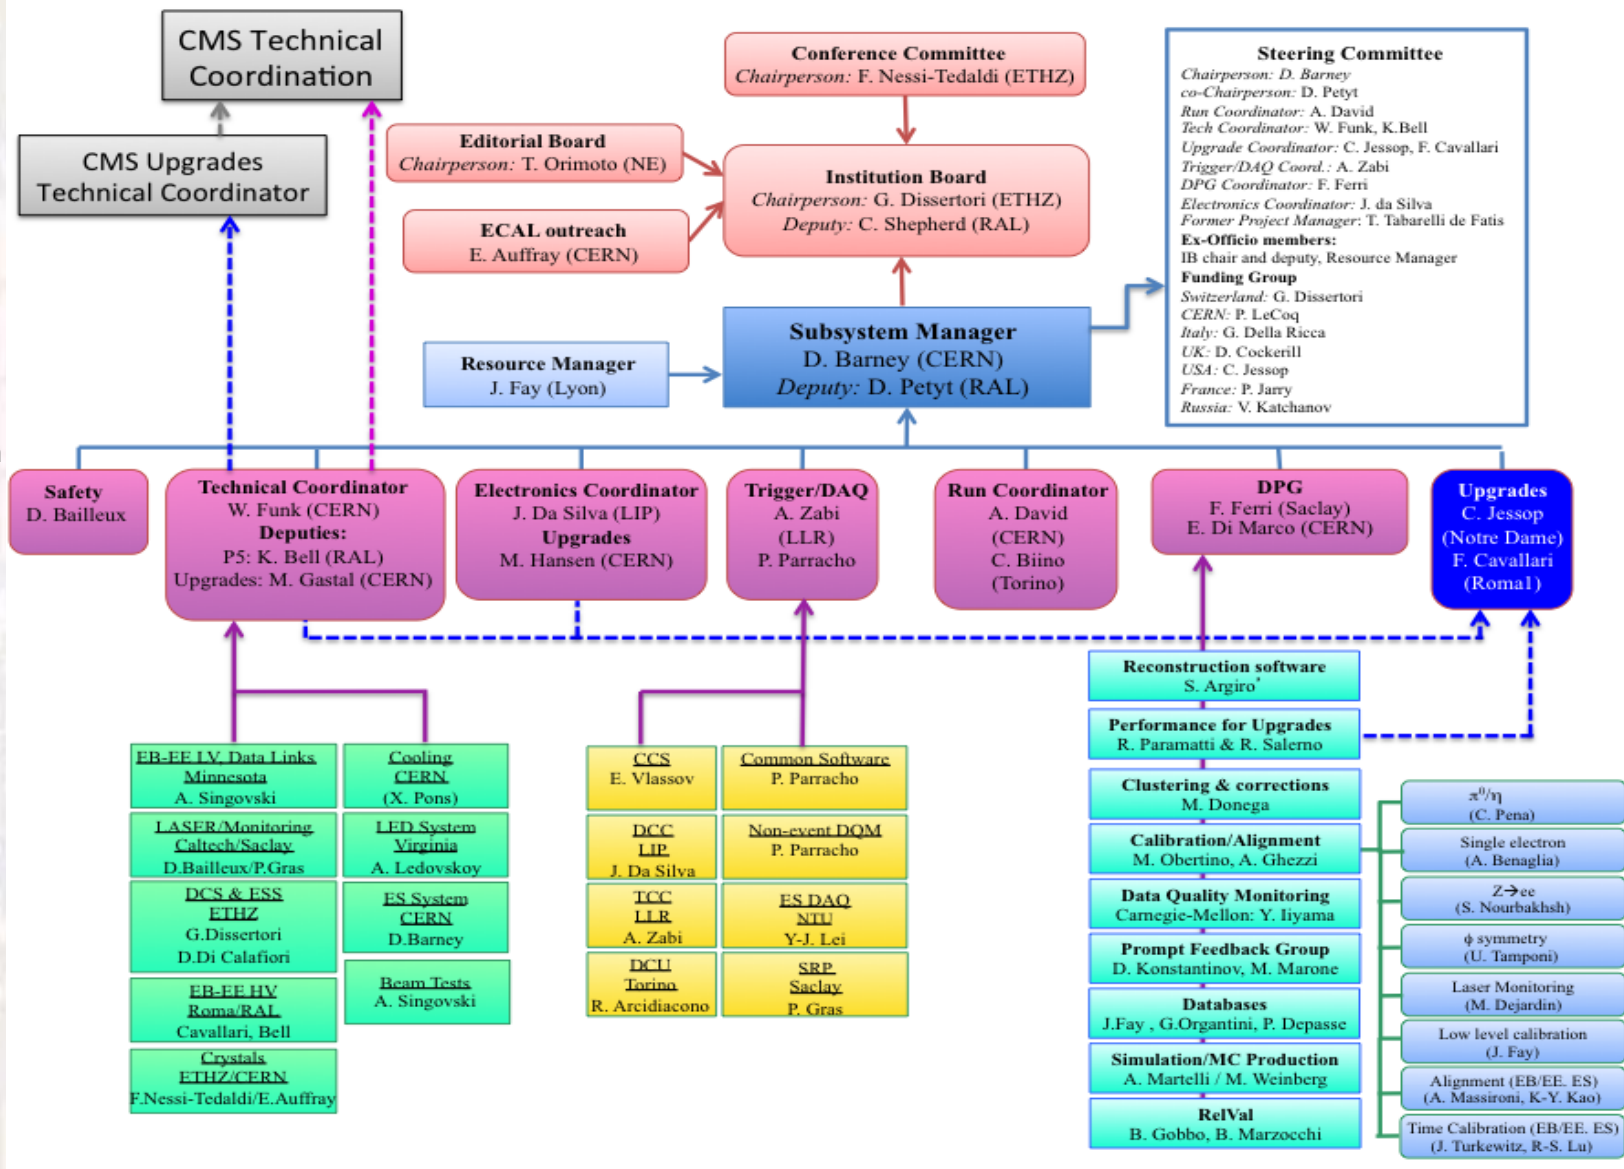 CMS Technical
Coordination
CMS Upgrades
Technical Coordinator
Conference Committee
Chairperson: F. Nessi-Tedaldi (ETHZ)
Editorial Board
Chairperson: T. Orimoto (NE)
ECAL outreach
E. Auffray (CERN)
Institution Board
Chairperson: G. Dissertori (ETHZ)
Deputy: C. Shepherd (RAL)
Steering Committee
Chairperson: D. Barney
co-Chairperson: D. Petyt
Run Coordinator: A. David
Tech Coordinator: W. Funk, K.Bell
Upgrade Coordinator: C. Jessop, F. Cavallari
Trigger/DAQ Coord.: A. Zabi
DPG Coordinator: F. Ferri
Electronics Coordinator: J. da Silva
Former Project Manager: T. Tabarelli de Fatis
Ex-Officio members:
IB chair and deputy, Resource Manager
Funding Group
Switzerland: G. Dissertori
CERN: P. LeCoq
Italy: G. Della Ricca
UK: D. Cockerill
USA: C. Jessop
France: P. Jarry
Russia: V. Katchanov
Subsystem Manager
D. Barney (CERN)
Deputy: D. Petyt (RAL)
Resource Manager
J. Fay (Lyon)
Safety
D. Bailleux
Technical Coordinator
W. Funk (CERN)
Deputies:
P5: K. Bell (RAL)
Upgrades: M. Gastal (CERN)
Electronics Coordinator
J. Da Silva (LIP)
Upgrades
M. Hansen (CERN)
Trigger/DAQ
A. Zabi
(LLR)
P. Parracho
Run Coordinator
A. David
(CERN)
C. Biino
(Torino)
DPG
F. Ferri (Saclay)
E. Di Marco (CERN)
Upgrades
C. Jessop
(Notre Dame)
F. Cavallari
(Roma1)
EB-EE LV, Data Links
Minnesota
A. Singovski
LASER/Monitoring
Caltech/Saclay
D.Bailleux/P.Gras
DCS & ESS
ETHZ
G.Dissertori
D.Di Calafiori
EB-EE HV
Roma/RAL
Cavallari, Bell
Crystals
ETHZ/CERN
F.Nessi-Tedaldi/E.Auffray
Cooling
CERN
(X. Pons)
LED System
Virginia
A. Ledovskoy
ES System
CERN
D.Barney
Beam Tests
A. Singovski
CCS
E. Vlassov
DCC
LIP
J. Da Silva
TCC
LLR
A. Zabi
DCU
Torino
R. Arcidiacono
Common Software
P. Parracho
Non-event DQM
P. Parracho
ES DAQ
NTU
Y-J. Lei
SRP
Saclay
P. Gras
Reconstruction software
S. Argiro*
Performance for Upgrades
R. Paramatti & R. Salerno
Clustering & corrections
M. Donega
Calibration/Alignment
M. Obertino, A. Ghezzi
Data Quality Monitoring
Carnegie-Mellon: Y. Iiyama
Prompt Feedback Group
D. Konstantinov, M. Marone
Databases
J.Fay , G.Organtini, P. Depasse
Simulation/MC Production
A. Martelli / M. Weinberg
RelVal
B. Gobbo, B. Marzocchi
π⁰/η
(C. Pena)
Single electron
(A. Benaglia)
Z→ee
(S. Nourbakhsh)
ϕ symmetry
(U. Tamponi)
Laser Monitoring
(M. Dejardin)
Low level calibration
(J. Fay)
Alignment (EB/EE. ES)
(A. Massironi, K-Y. Kao)
Time Calibration (EB/EE. ES)
(J. Turkewitz, R-S. Lu)